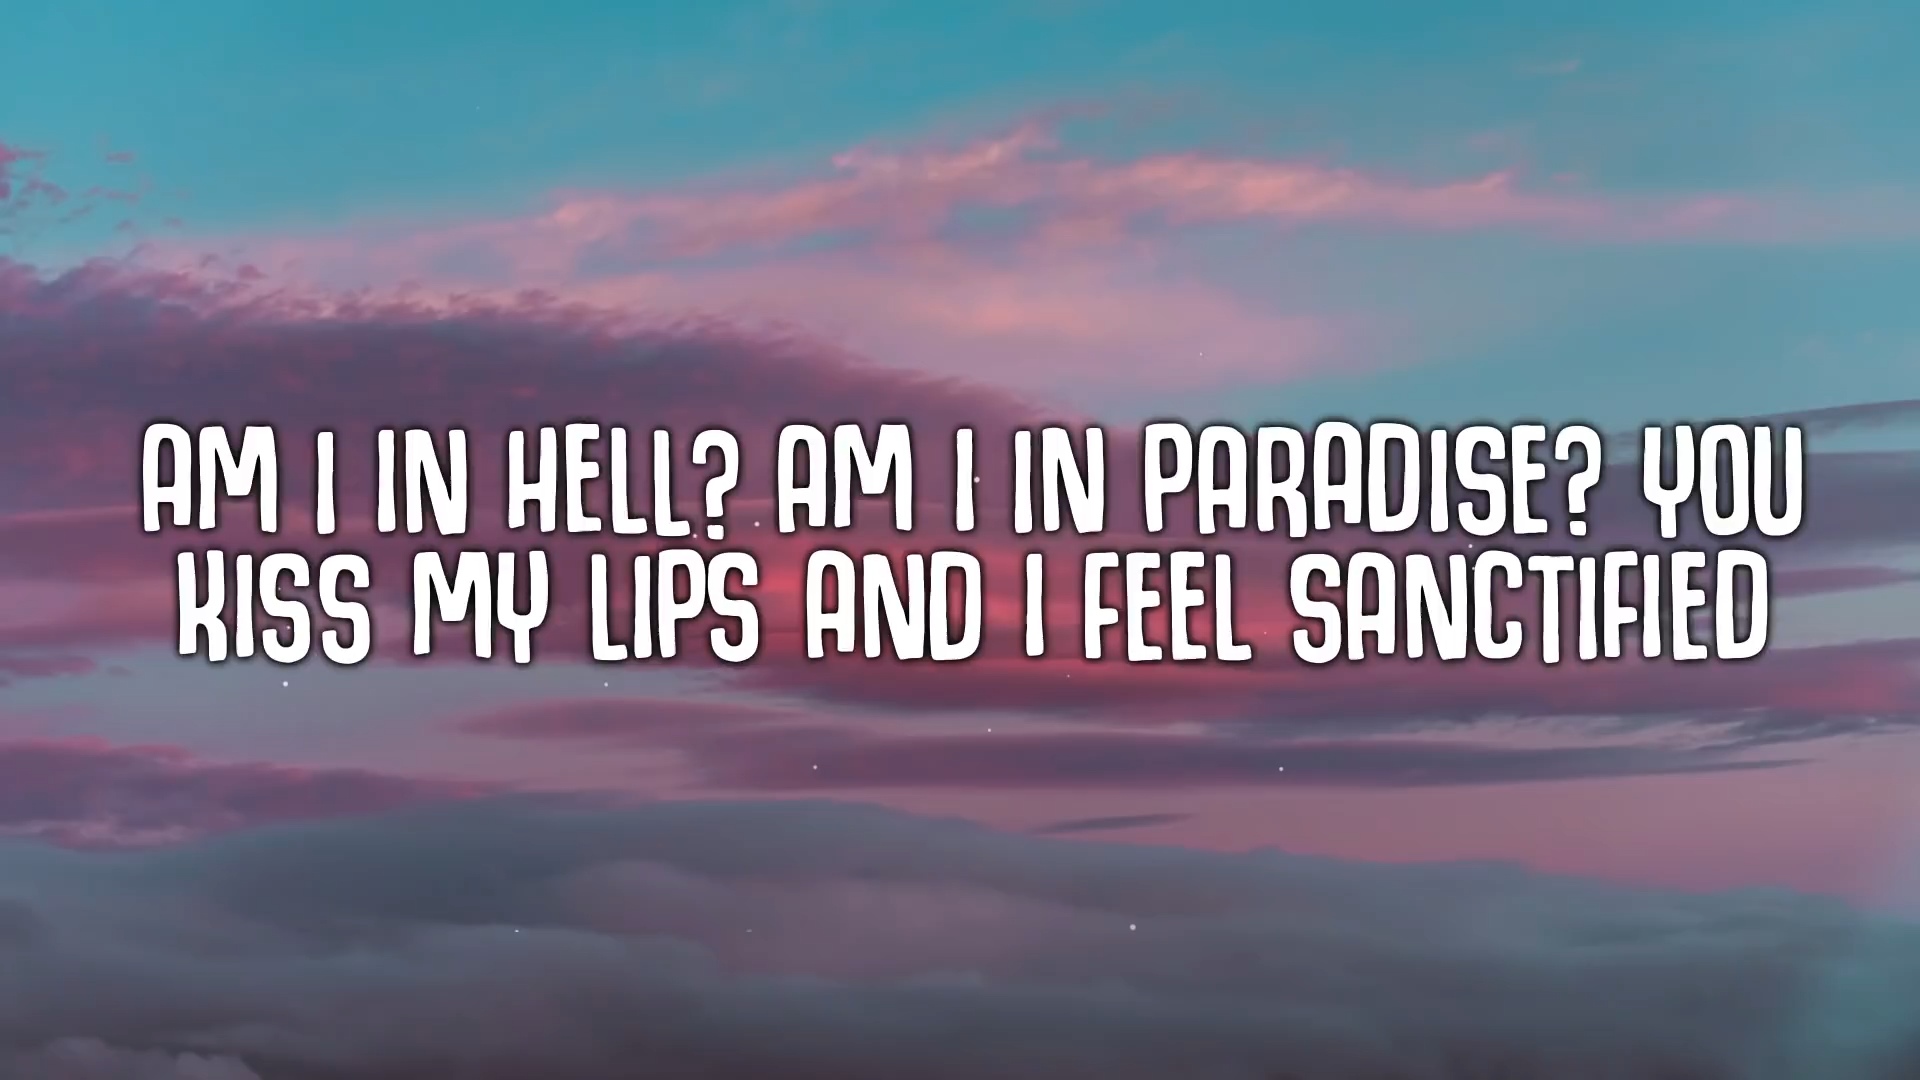 AM I IN HELL? AM I IN PARADISE? YOU
KISS MY LIPS AND I FEEL SANCTIFIED